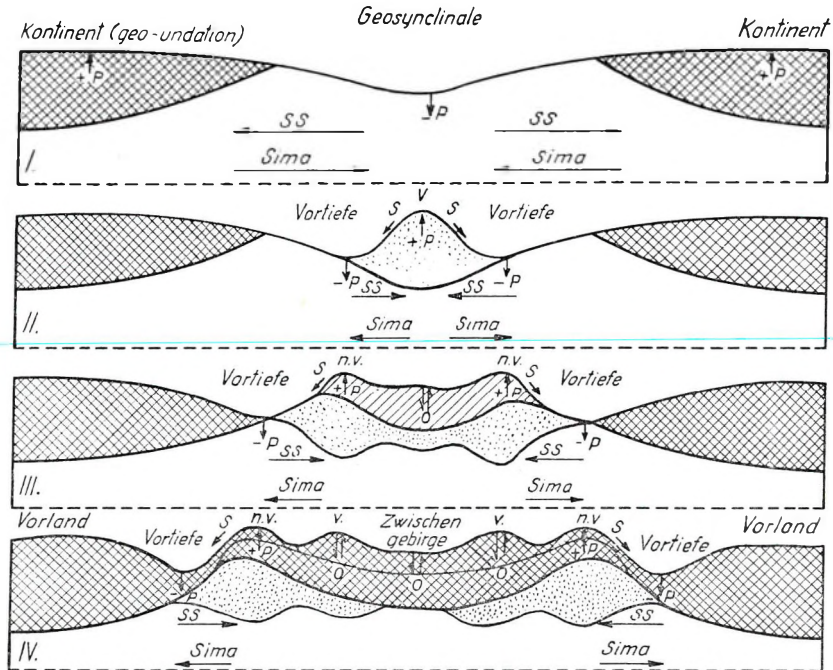 Geosynclinale
Kontinent (geo-undation)
Kontinent
+P
+P
-P
SS
SS
Sima
Sima
I.
Vortiefe
S
V
S
Vortiefe
+P
-P
SS
SS
-P
Sima
Sima
II.
Vortiefe
S
n.v.
n.v.
S
Vortiefe
+P
O
+P
-P
SS
SS
-P
Sima
Sima
III.
Vorland
Vortiefe
S
n.v.
v.
Zwischen
gebirge
v.
n.v
S
Vortiefe
Vorland
+P
O
O
O
+P
-P
-P
SS
SS
Sima
Sima
IV.